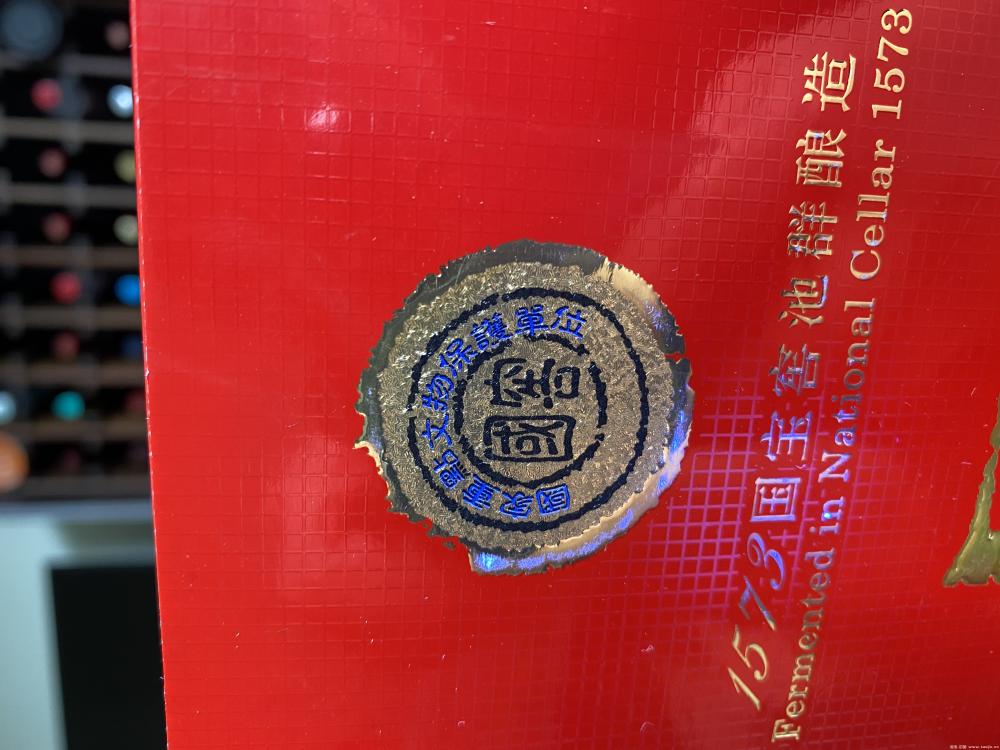 國家重點文物保護單位
國窖
1573国宝窖池群酿造
Fermented in National Cellar 1573